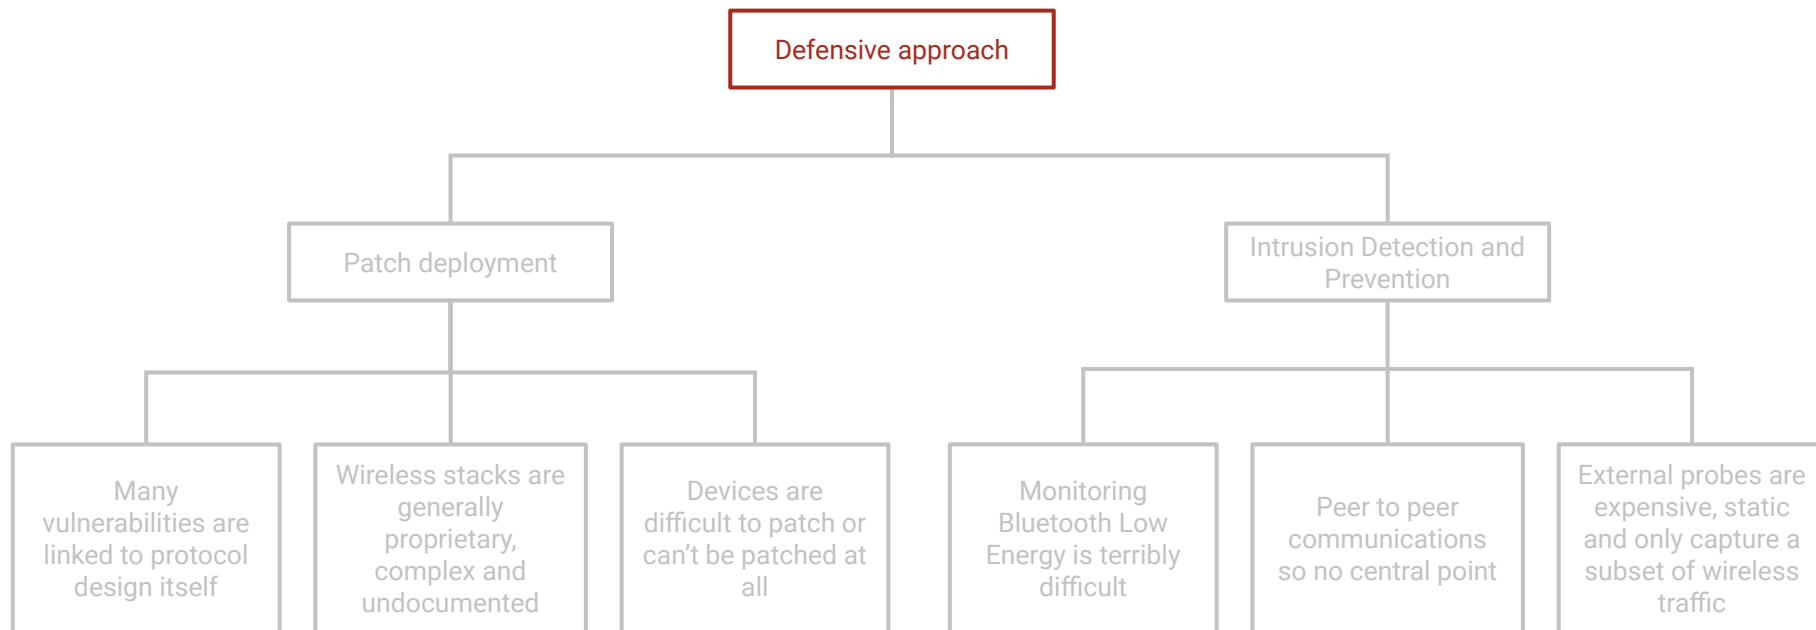 Defensive approach
Patch deployment
Intrusion Detection and
Prevention
Many
vulnerabilities are
linked to protocol
design itself
Wireless stacks are
generally
proprietary,
complex and
undocumented
Devices are
difficult to patch or
can’t be patched at
all
Monitoring
Bluetooth Low
Energy is terribly
difficult
Peer to peer
communications
so no central point
External probes are
expensive, static
and only capture a
subset of wireless
traffic